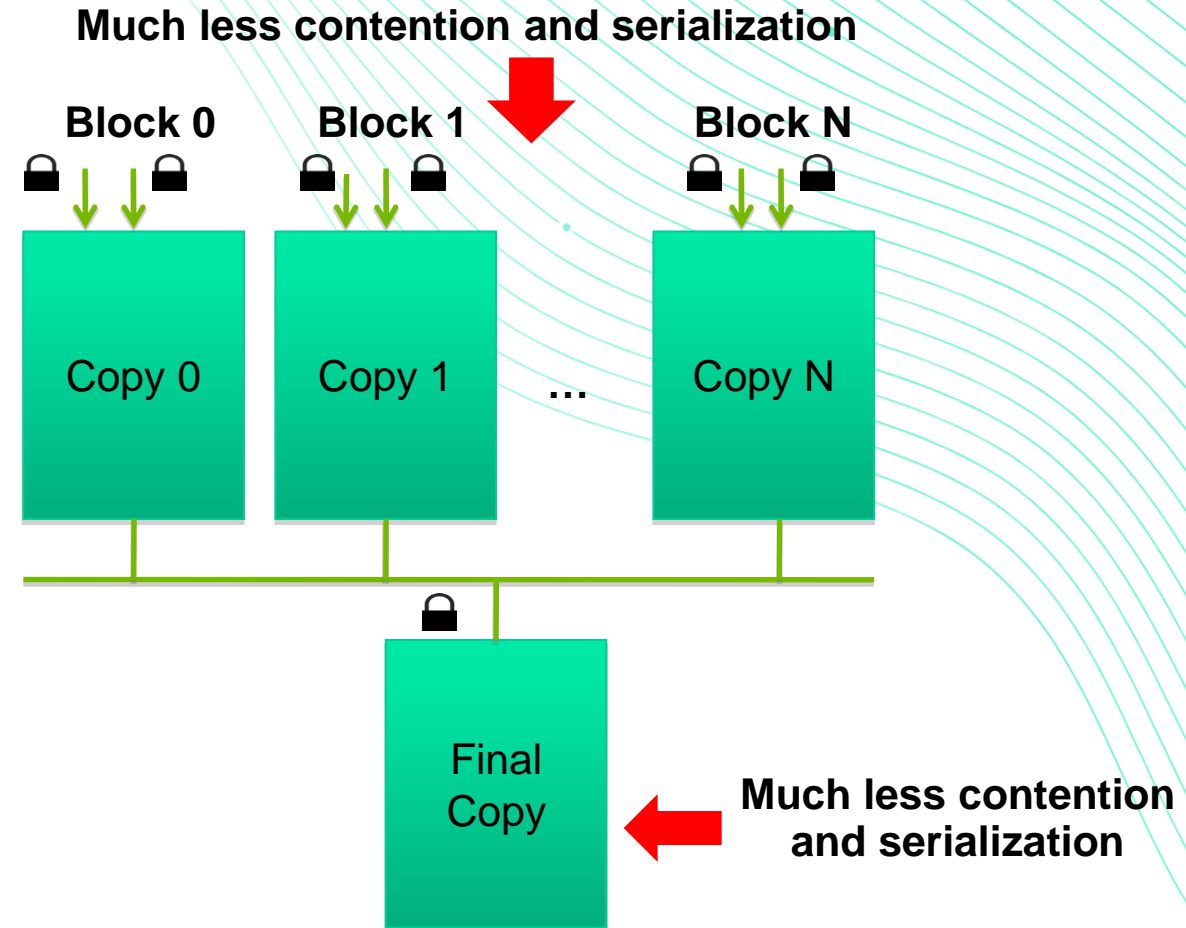 Much less contention and serialization
Block 0 Block 1 Block N
Copy 0 Copy 1 ... Copy N
Final
Copy
Much less contention
and serialization